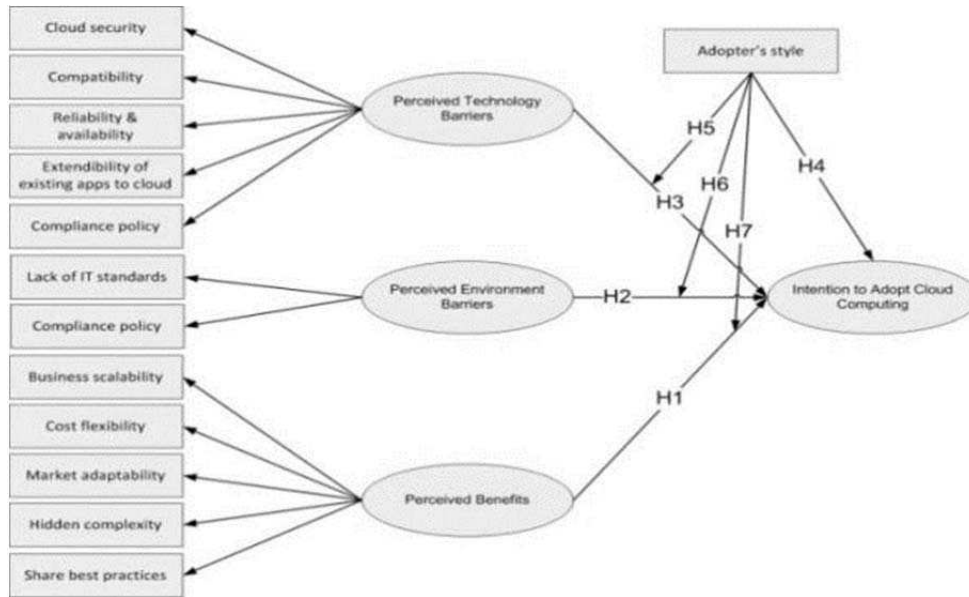 Cloud security
Compatibility
Reliability &
availability
Extendibility of
existing apps to cloud
Compliance policy
Lack of IT standards
Compliance policy
Business scalability
Cost flexibility
Market adaptability
Hidden complexity
Share best practices
Perceived Technology
Barriers
Perceived Environment
Barriers
Perceived Benefits
Adopter's style
H5
H6
H4
H3
H7
H2
H1
Intention to Adopt Cloud
Computing